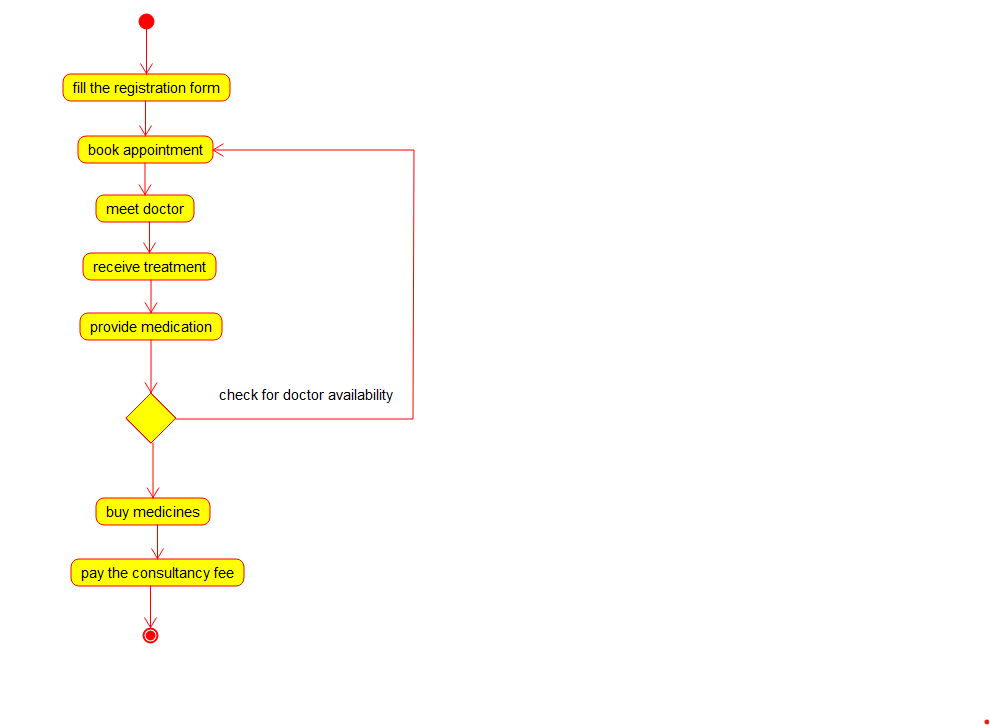 fill the registration form
book appointment
meet doctor
receive treatment
provide medication
check for doctor availability
buy medicines
pay the consultancy fee